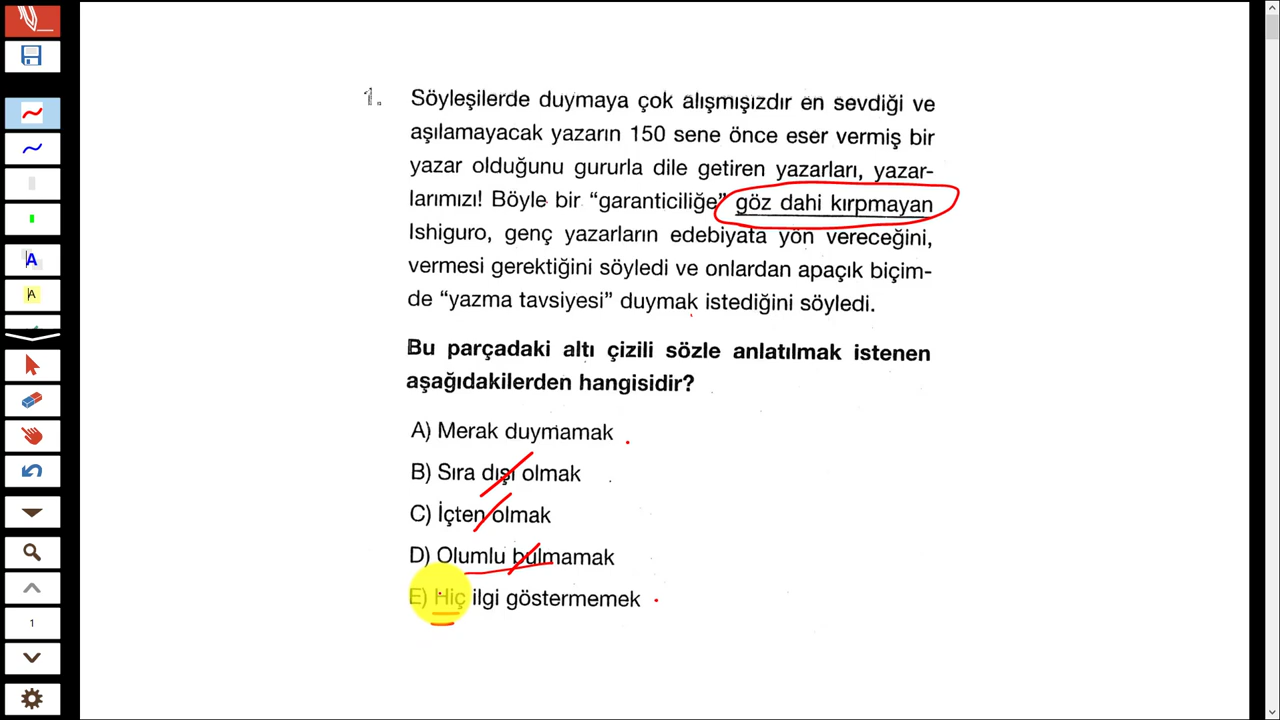 1. Söyleşilerde duymaya çok alışmışızdır en sevdiği ve
aşılamayacak yazarın 150 sene önce eser vermiş bir
yazar olduğunu gururla dile getiren yazarları, yazar-
larımızı! Böyle bir “garanticiliğe” göz dahi kırpmayan
Ishiguro, genç yazarların edebiyata yön vereceğini,
vermesi gerektiğini söyledi ve onlardan apaçık biçim-
de “yazma tavsiyesi” duymak istediğini söyledi.
Bu parçadaki altı çizili sözle anlatılmak istenen
aşağıdakilerden hangisidir?
A) Merak duymamak
B) Sıra dışı olmak
C) İçten olmak
D) Olumlu bulmamak
E) Hiç ilgi göstermemek
A
A
1